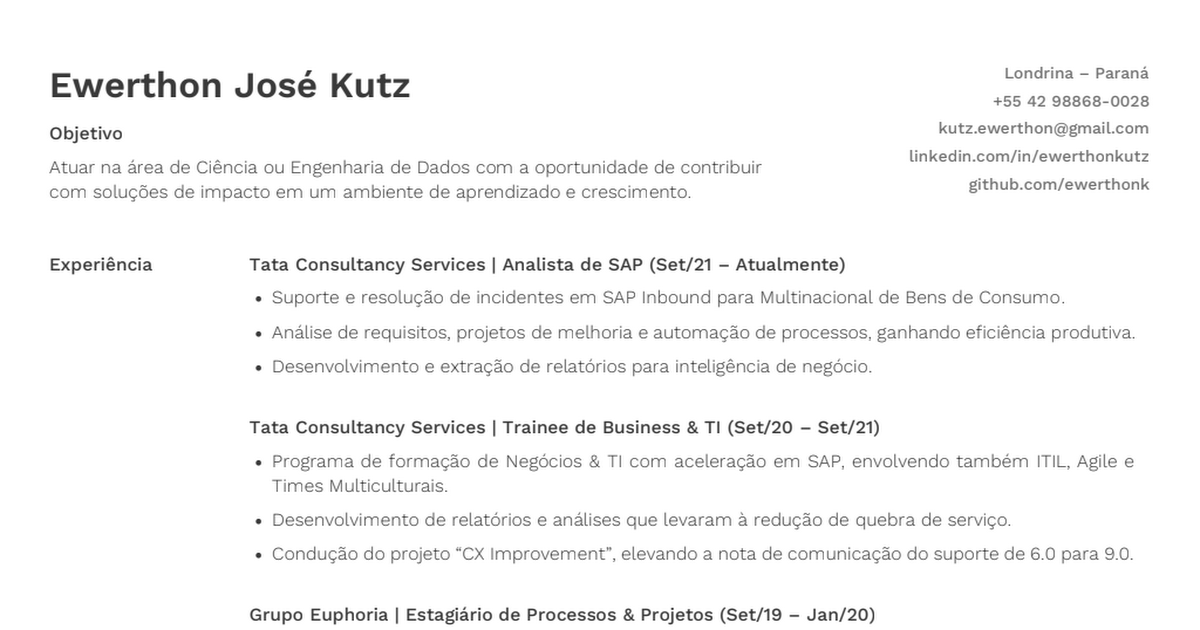 Ewerthon José Kutz
Londrina – Paraná
+55 42 98868-0028
kutz.ewerthon@gmail.com
linkedin.com/in/ewerthonkutz
github.com/ewerthonk
Objetivo
Atuar na área de Ciência ou Engenharia de Dados com a oportunidade de contribuir
com soluções de impacto em um ambiente de aprendizado e crescimento.
Experiência
Tata Consultancy Services | Analista de SAP (Set/21 – Atualmente)
• Suporte e resolução de incidentes em SAP Inbound para Multinacional de Bens de Consumo.
• Análise de requisitos, projetos de melhoria e automação de processos, ganhando eficiência produtiva.
• Desenvolvimento e extração de relatórios para inteligência de negócio.
Tata Consultancy Services | Trainee de Business & TI (Set/20 – Set/21)
• Programa de formação de Negócios & TI com aceleração em SAP, envolvendo também ITIL, Agile e
Times Multiculturais.
• Desenvolvimento de relatórios e análises que levaram à redução de quebra de serviço.
• Condução do projeto “CX Improvement”, elevando a nota de comunicação do suporte de 6.0 para 9.0.
Grupo Euphoria | Estagiário de Processos & Projetos (Set/19 – Jan/20)